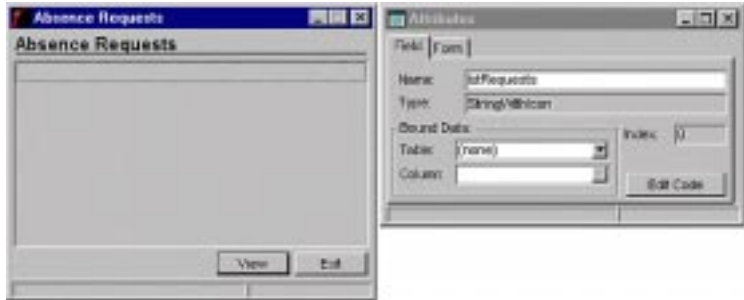 Absence Requests
Absence Requests
View
Exit
Attributes
Field
Form
Name:
lstRequests
Type:
StringWithIcon
Bound Data:
Table:
(none)
Column:
Index:
0
Edit Code